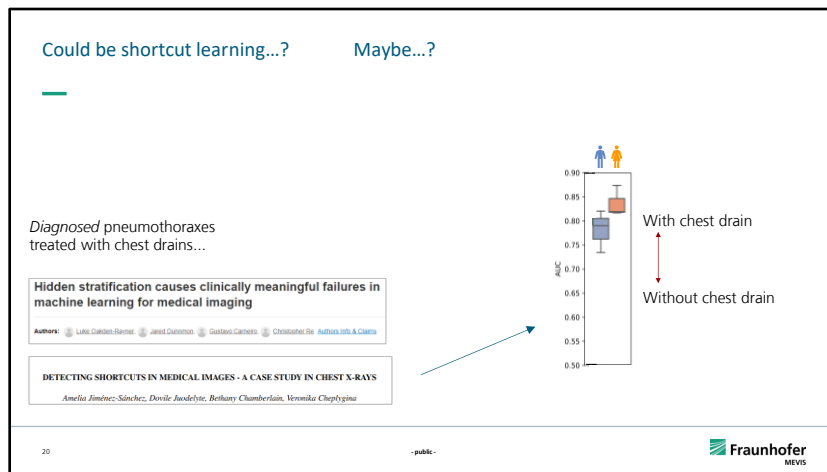 Could be shortcut learning...? Maybe...?
Diagnosed pneumothoraxes
treated with chest drains...
Hidden stratification causes clinically meaningful failures in
machine learning for medical imaging
Authors: Luke Oakden-Rayner, Jared Dunnmon, Gustavo Carneiro, Christopher Re Authors Info & Claims
DETECTING SHORTCUTS IN MEDICAL IMAGES - A CASE STUDY IN CHEST X-RAYS
Amelia Jiménez-Sánchez, Dovile Juodelyte, Bethany Chamberlain, Veronika Cheplygina
0.90
0.85
0.80
0.75
0.70
0.65
0.60
0.55
0.50
AUC
With chest drain
Without chest drain
20
- public -
Fraunhofer
MEVIS